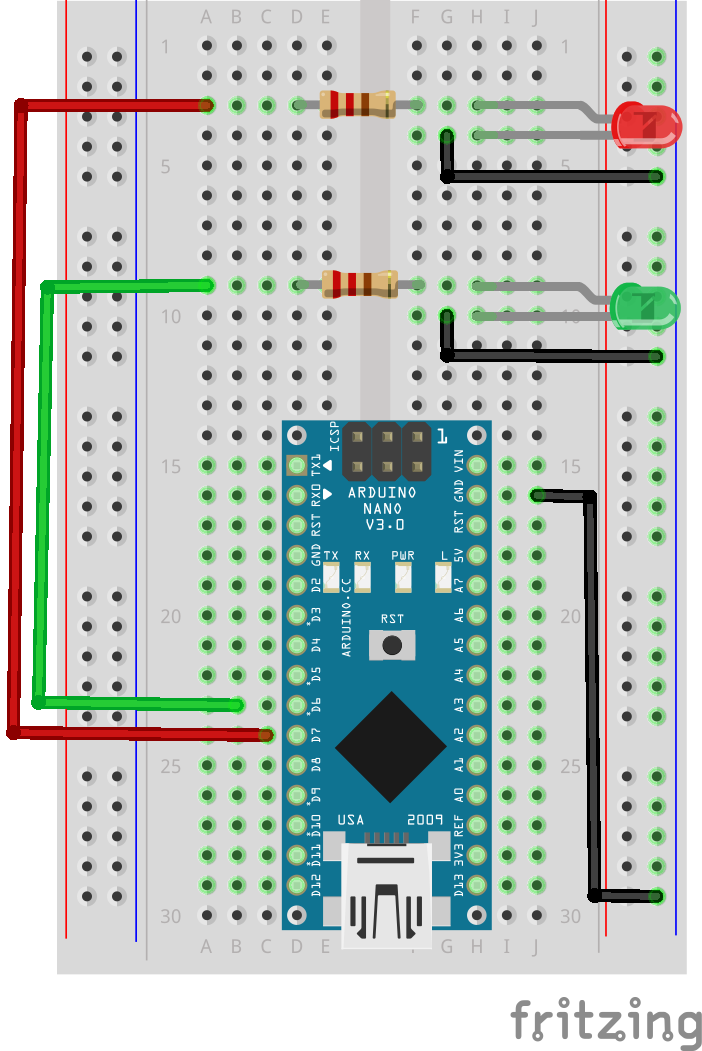 A B C D E F G H I J
1 1
5 5
10 10
ICSP
1
TX1 VIN
15 15
RX0 GND
ARDUINO
NANO
V3.0
RST RST
GND 5V
TX RX PWR L
D2 A7
ARDUINO.CC
20 20
D3 A6
RST
D4 A5
D5 A4
D6 A3
D7 A2
25 25
D8 A1
D9 A0
USA 2009
D10 REF
D11 3V3
D12 D13
30 30
A B C D E F G H I J
fritzing